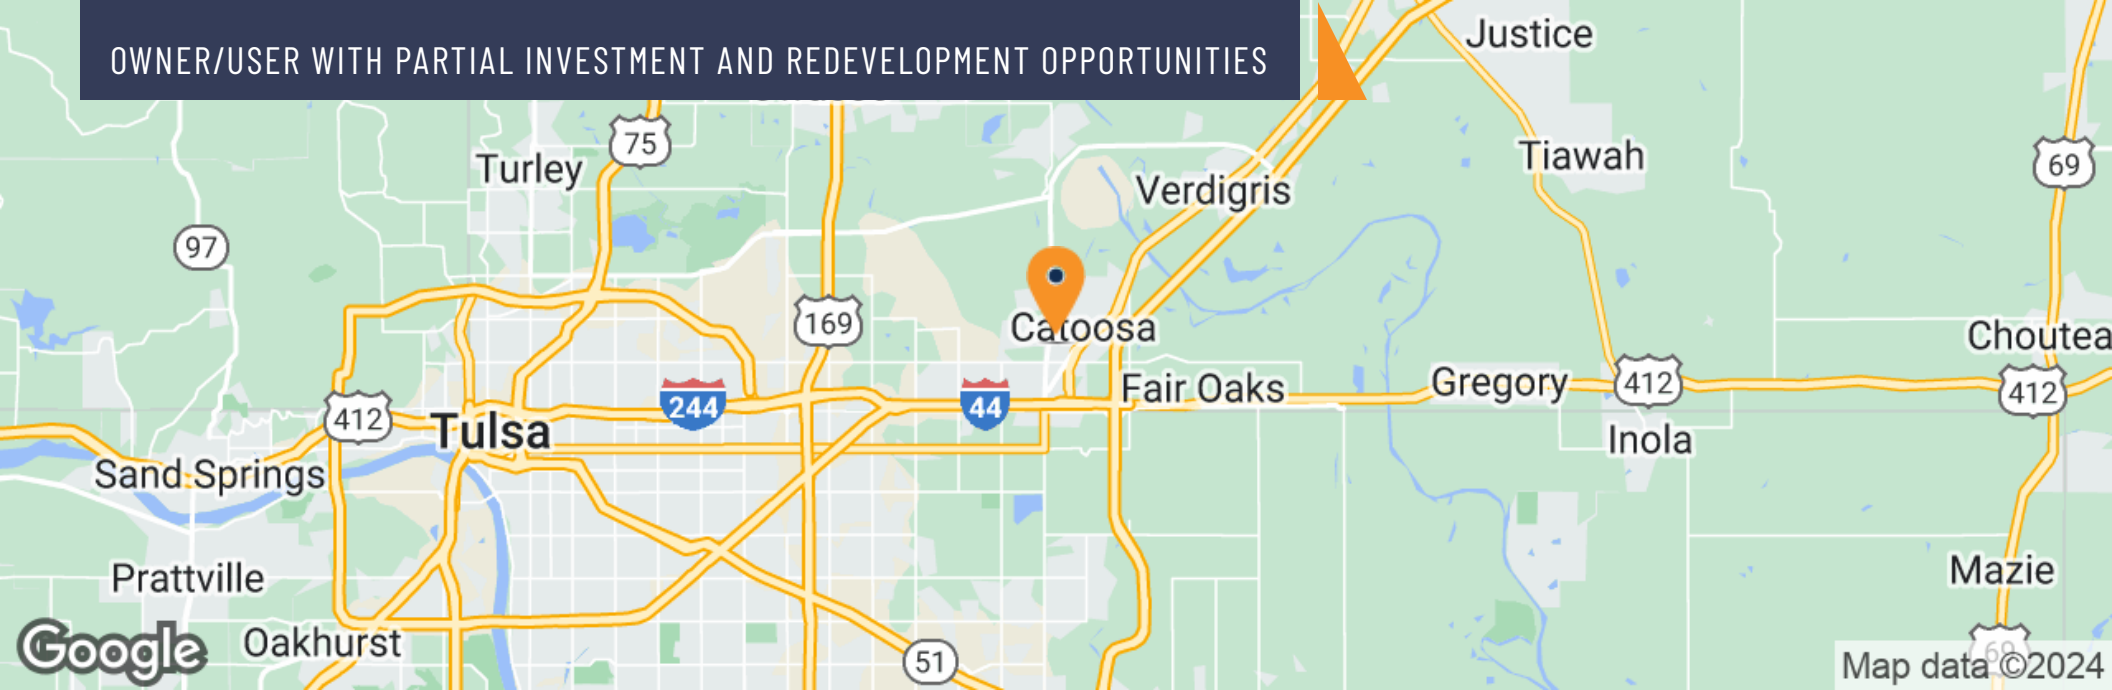 OWNER/USER WITH PARTIAL INVESTMENT AND REDEVELOPMENT OPPORTUNITIES
Justice
75
Turley
Tiawah
69
Verdigris
97
169
Catoosa
Choutea
Fair Oaks
Gregory
412
412
244
44
412
Tulsa
Inola
Sand Springs
Prattville
Mazie
Oakhurst
Google
51
69
Map data ©2024